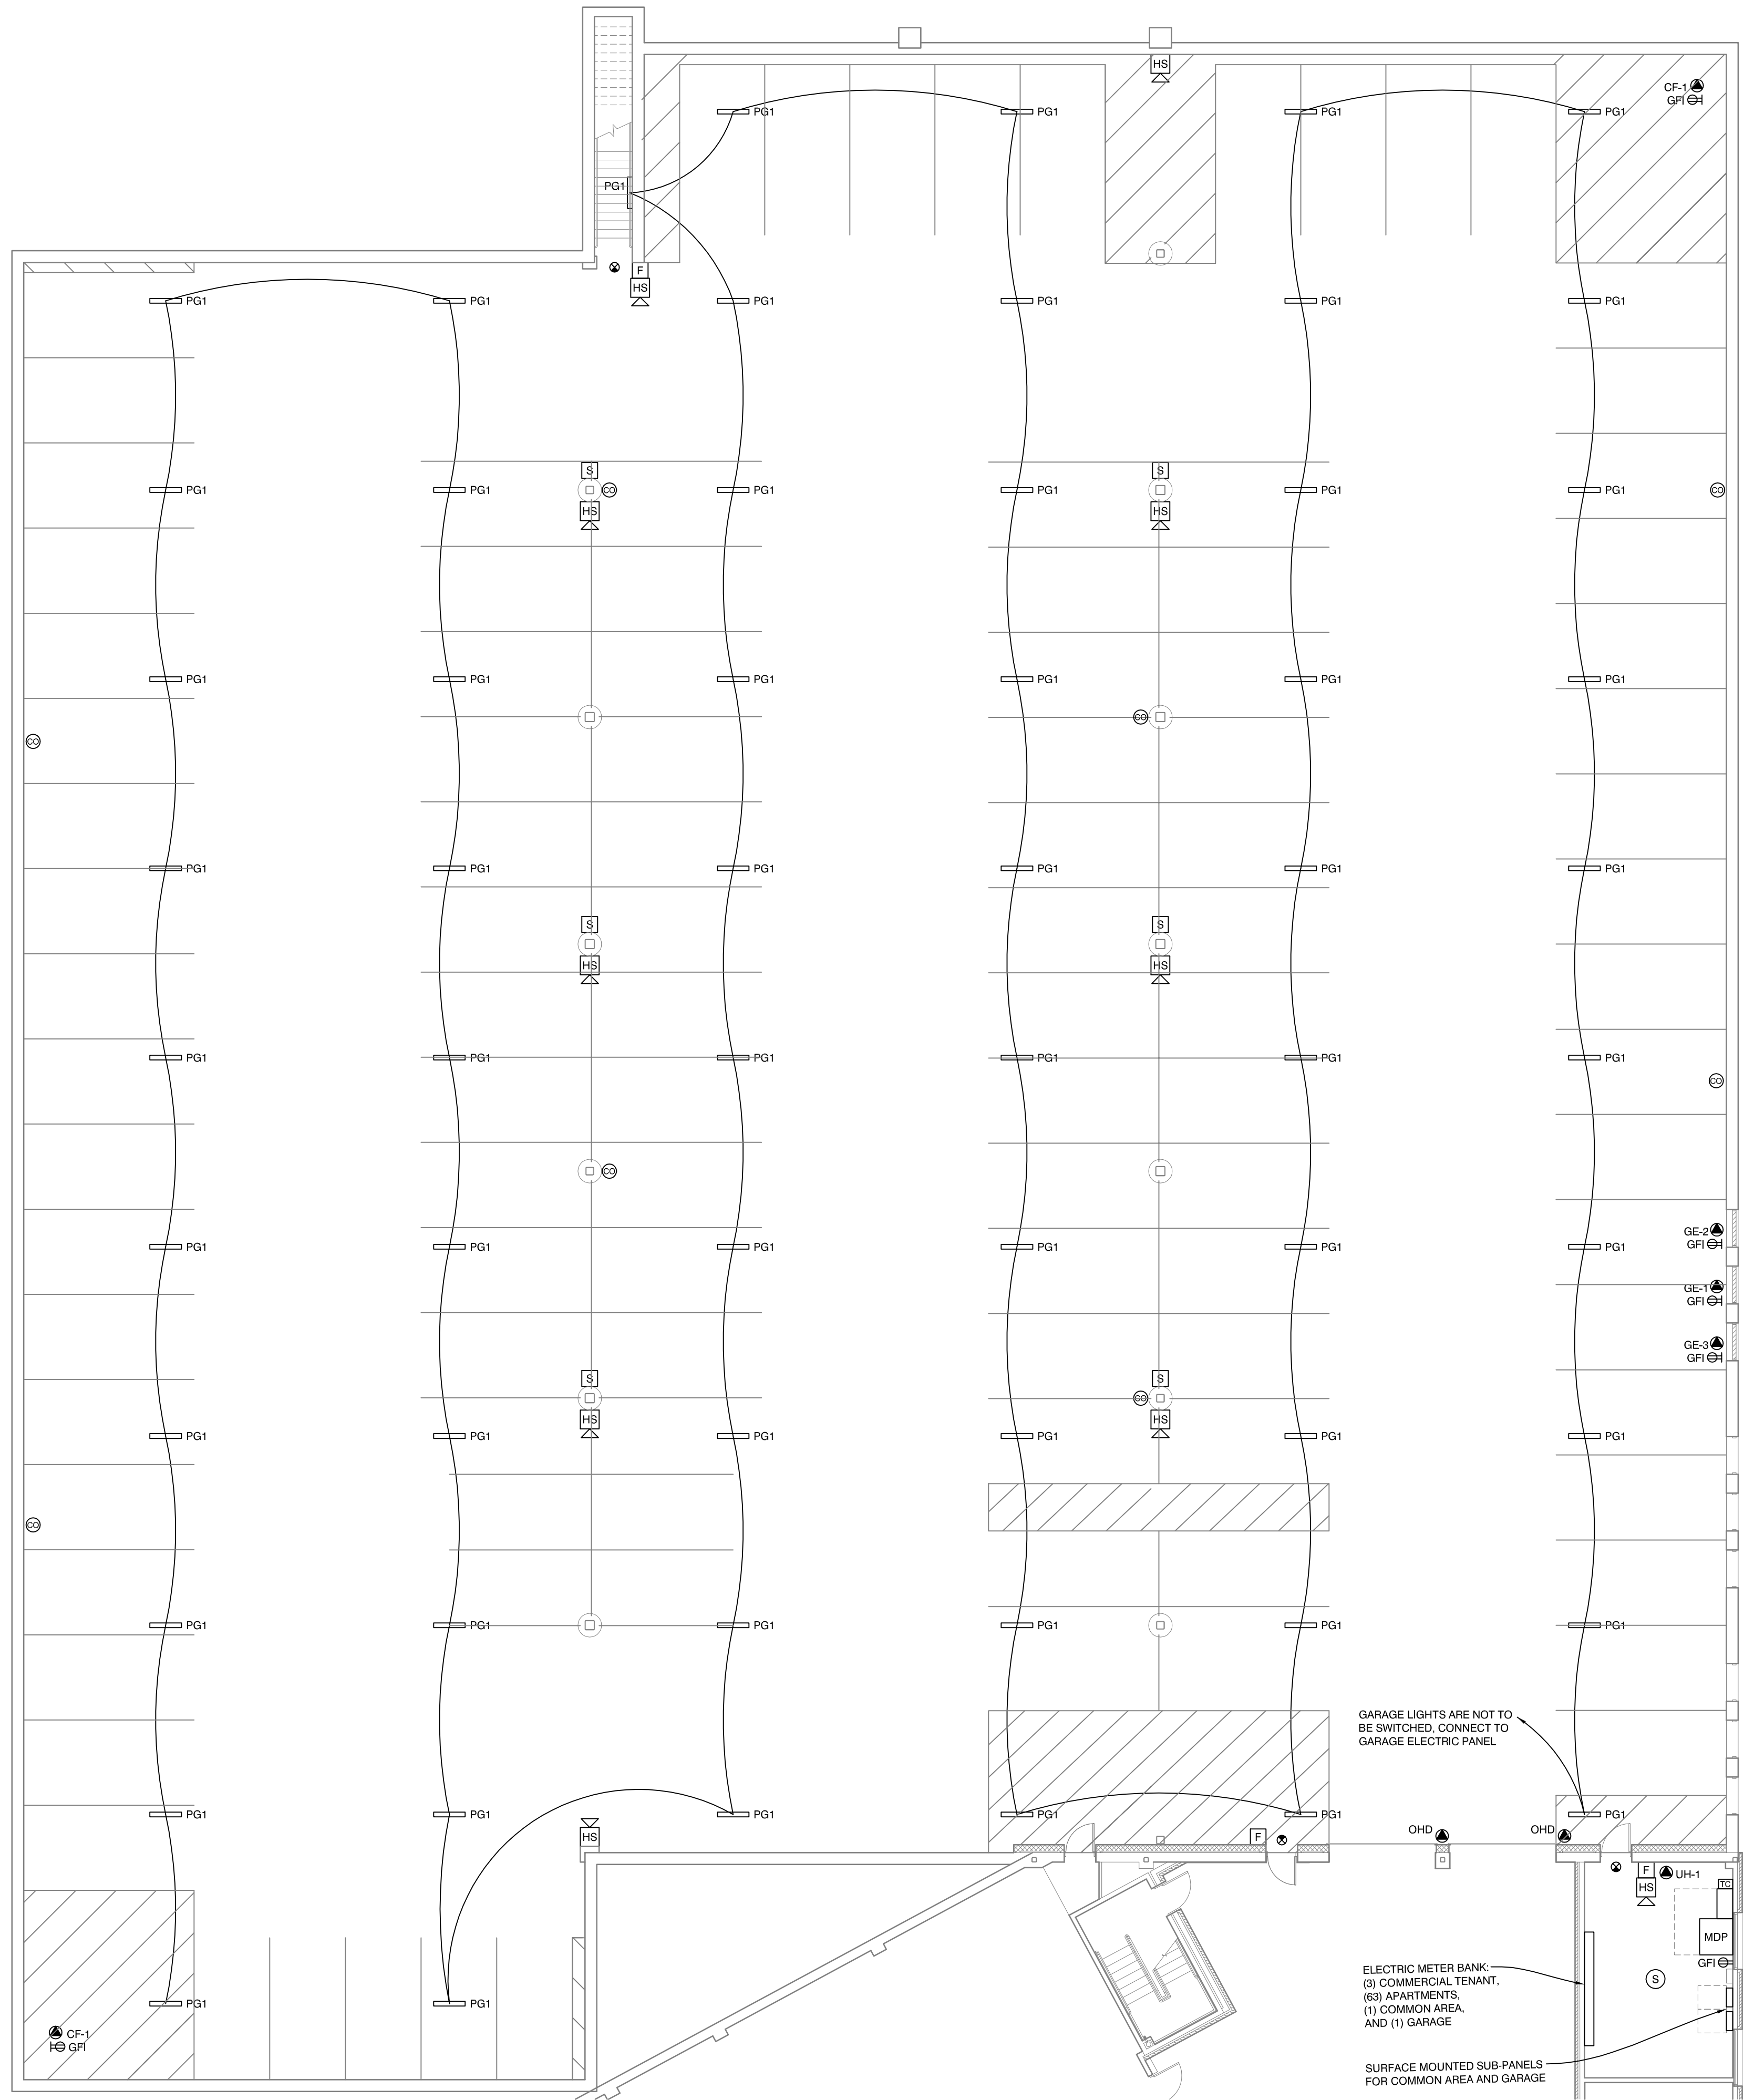 HS
CF-1
GFI
PG1
PG1
PG1
PG1
PG1
F
HS
PG1
PG1
PG1
PG1
PG1
PG1
S
S
PG1
PG1
CO
PG1
PG1
PG1
PG1
CO
HS
HS
PG1
PG1
PG1
PG1
PG1
PG1
CO
CO
PG1
PG1
PG1
PG1
PG1
PG1
S
S
HS
HS
PG1
PG1
PG1
PG1
PG1
PG1
CO
CO
GE-2
GFI
PG1
PG1
PG1
PG1
PG1
PG1
GE-1
GFI
GE-3
GFI
S
S
CO
HS
HS
PG1
PG1
PG1
PG1
PG1
PG1
CO
PG1
PG1
PG1
PG1
PG1
PG1
GARAGE LIGHTS ARE NOT TO
BE SWITCHED, CONNECT TO
GARAGE ELECTRIC PANEL
PG1
PG1
PG1
PG1
PG1
PG1
OHD
OHD
HS
F
F
UH-1
HS
TC
MDP
GFI
ELECTRIC METER BANK:
(3) COMMERCIAL TENANT,
(63) APARTMENTS,
(1) COMMON AREA,
AND (1) GARAGE
S
PG1
PG1
CF-1
GFI
SURFACE MOUNTED SUB-PANELS
FOR COMMON AREA AND GARAGE